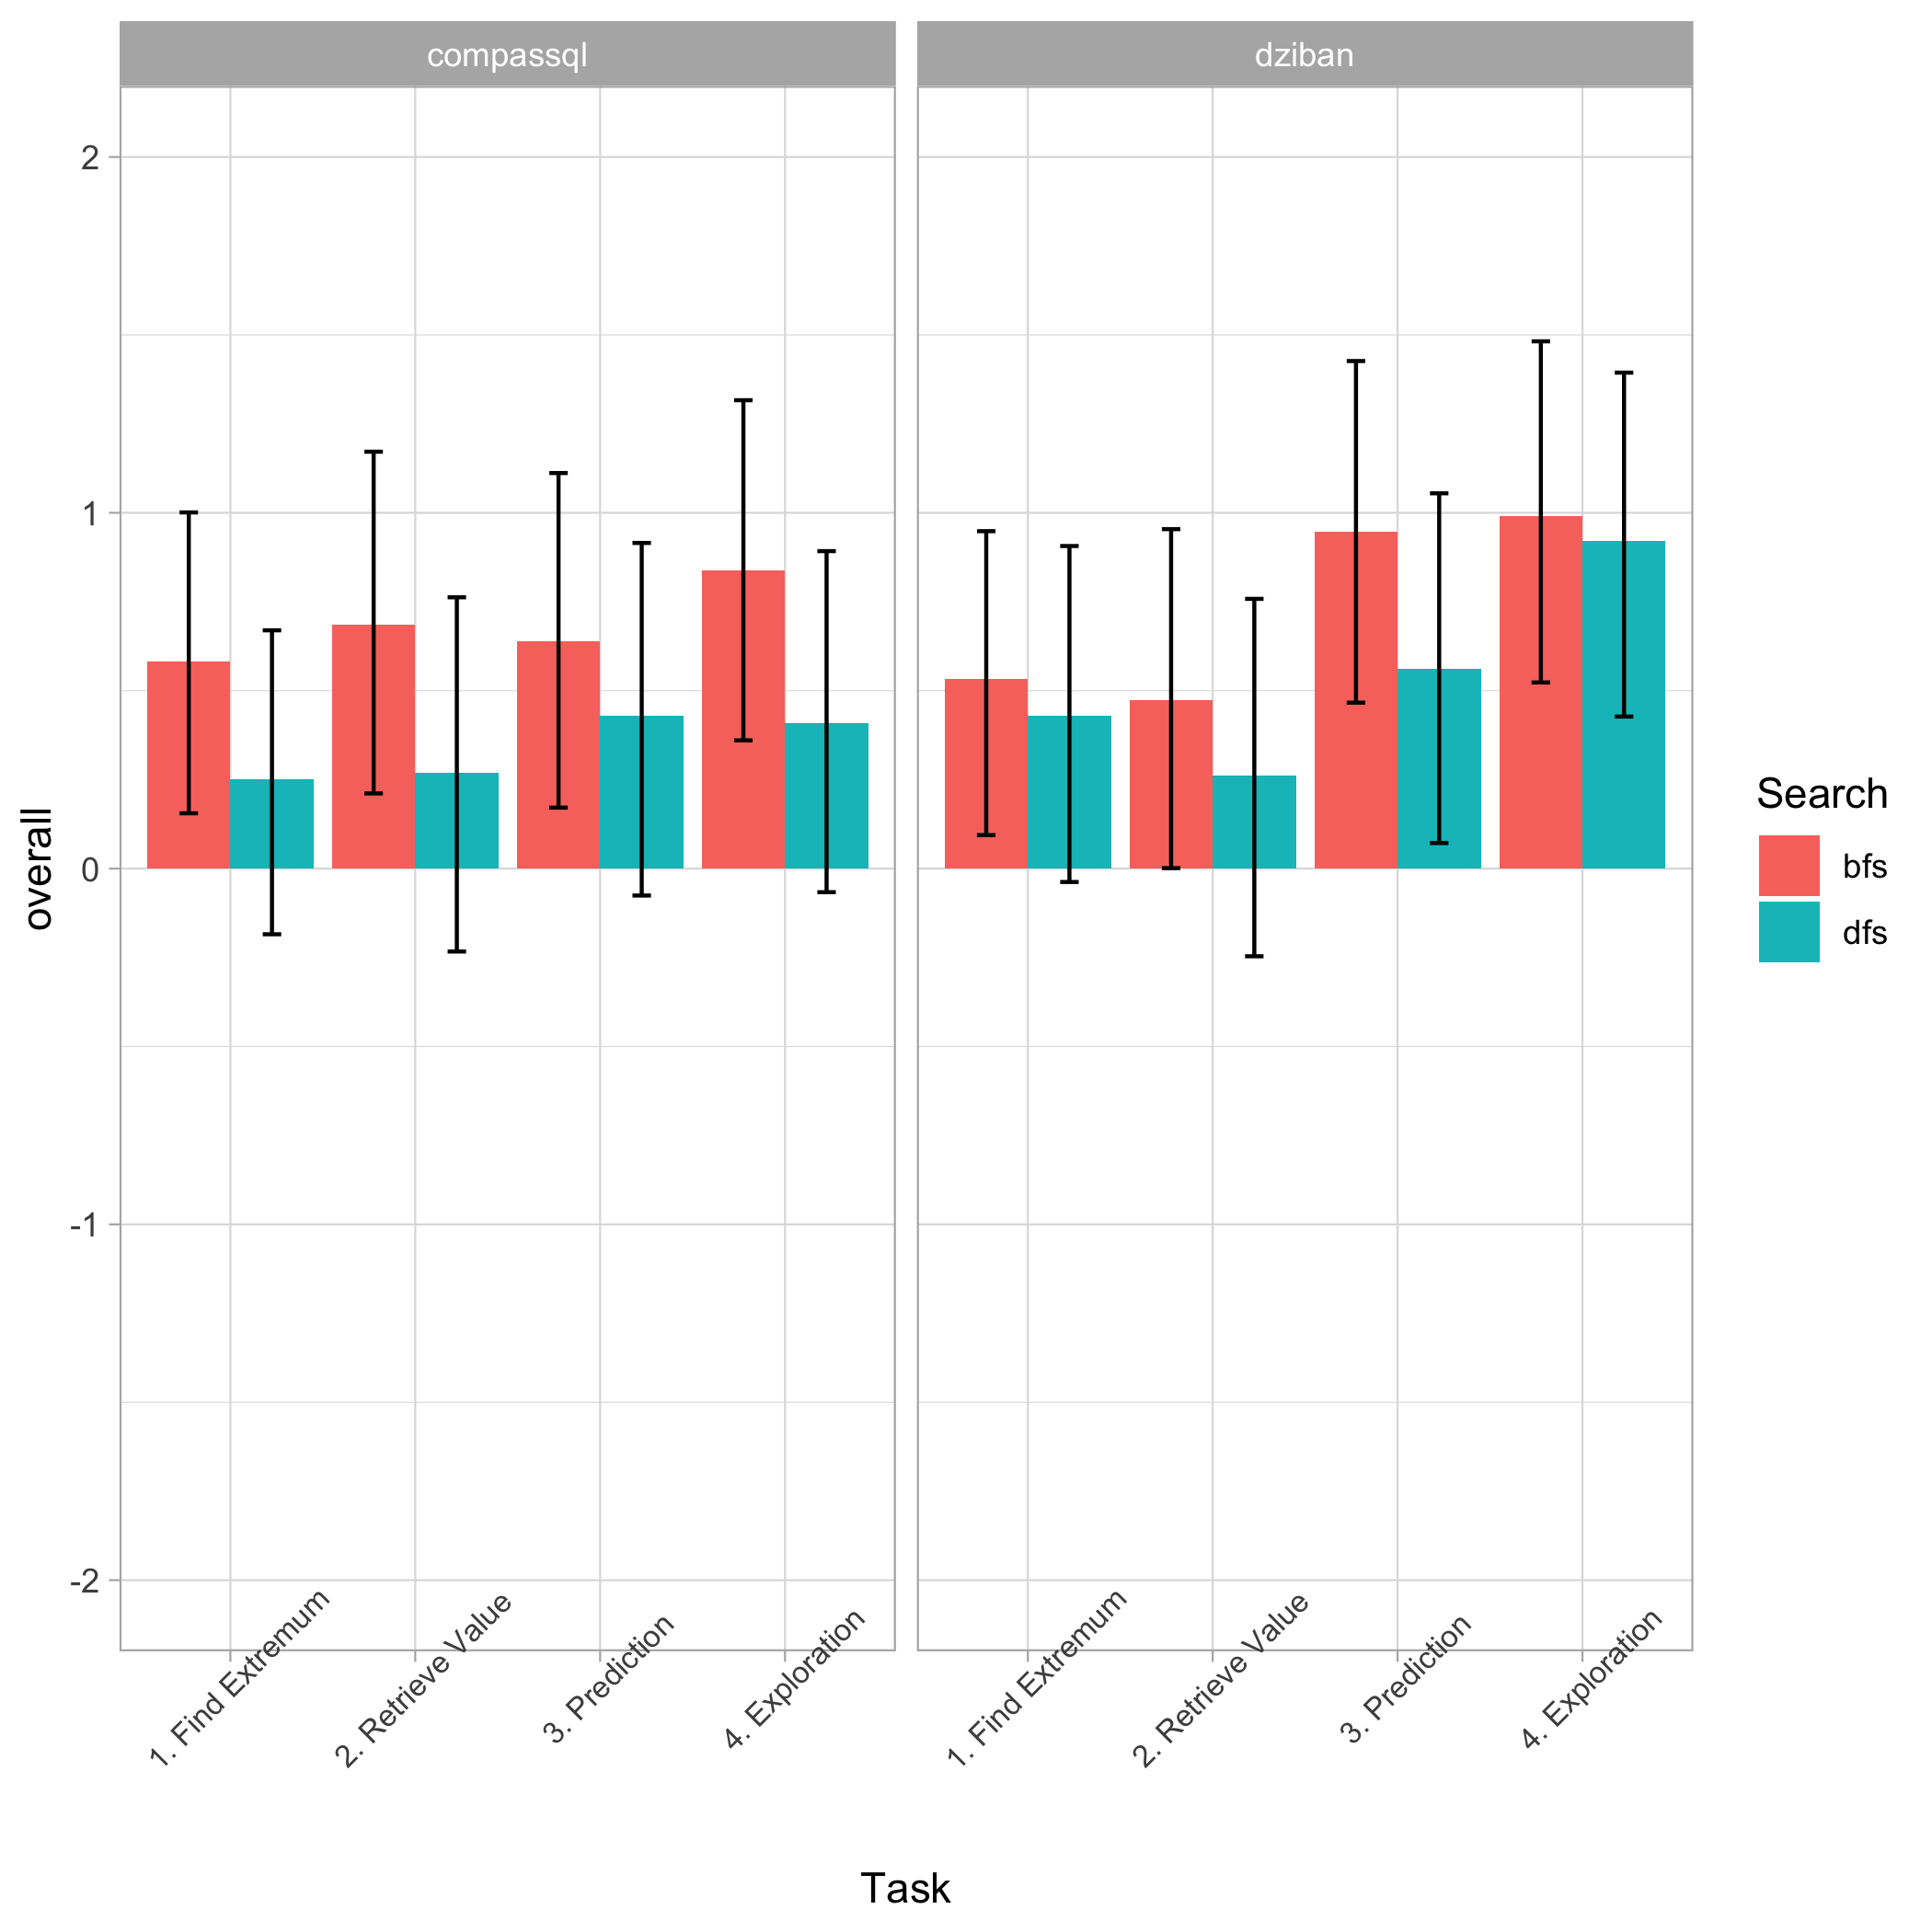 compassql
dziban
2
1
0
-1
-2
overall
1. Find Extremum
2. Retrieve Value
3. Prediction
4. Exploration
1. Find Extremum
2. Retrieve Value
3. Prediction
4. Exploration
Task
Search
bfs
dfs